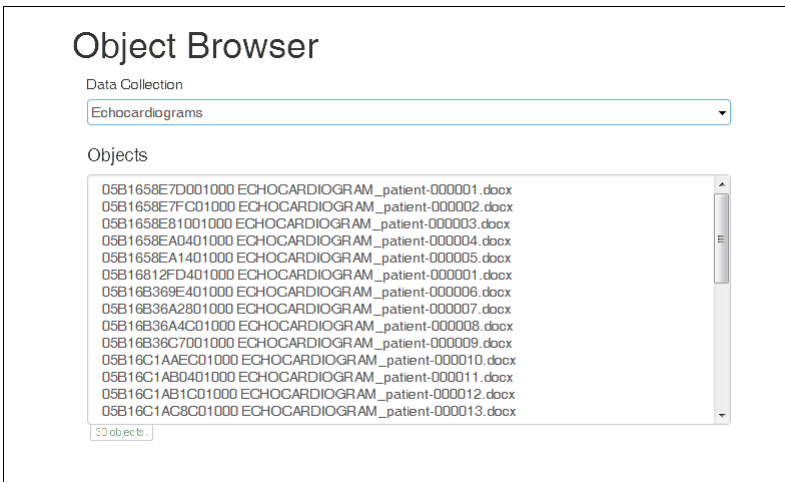 Object Browser
Data Collection
Echocardiograms
Objects
05B1658E7D001000 ECHOCARDIOGRAM_patient-000001.docx
05B1658E7FC01000 ECHOCARDIOGRAM_patient-000002.docx
05B1658E81001000 ECHOCARDIOGRAM_patient-000003.docx
05B1658EA0401000 ECHOCARDIOGRAM_patient-000004.docx
05B1658EA1401000 ECHOCARDIOGRAM_patient-000005.docx
05B16812FD401000 ECHOCARDIOGRAM_patient-000001.docx
05B16B369E401000 ECHOCARDIOGRAM_patient-000006.docx
05B16B36A2801000 ECHOCARDIOGRAM_patient-000007.docx
05B16B36A4C01000 ECHOCARDIOGRAM_patient-000008.docx
05B16B36C7001000 ECHOCARDIOGRAM_patient-000009.docx
05B16C1AAEC01000 ECHOCARDIOGRAM_patient-000010.docx
05B16C1AB0401000 ECHOCARDIOGRAM_patient-000011.docx
05B16C1AB1C01000 ECHOCARDIOGRAM_patient-000012.docx
05B16C1AC8C01000 ECHOCARDIOGRAM_patient-000013.docx
30 objects.